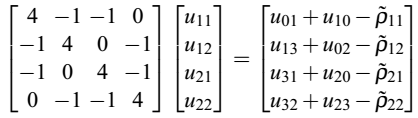 4 −1 −1 0 u₁₁ u₀₁ + u₁₀ − ρ̃₁₁
−1 4 0 −1 u₁₂ = u₁₃ + u₀₂ − ρ̃₁₂
−1 0 4 −1 u₂₁ u₃₁ + u₂₀ − ρ̃₂₁
0 −1 −1 4 u₂₂ u₃₂ + u₂₃ − ρ̃₂₂